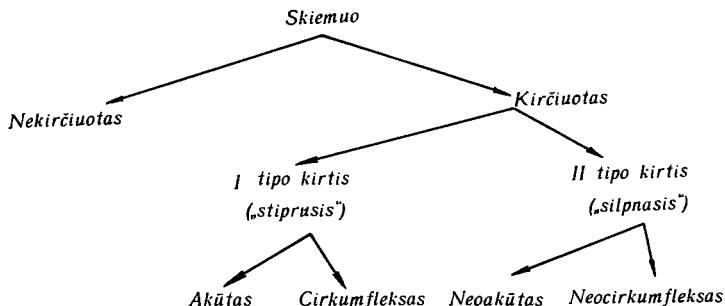 Skiemuo
Nekirčiuotas
Kirčiuotas
I tipo kirtis
(„stiprusis“)
II tipo kirtis
(„silpnasis“)
Akūtas
Cirkumfleksas
Neoakūtas
Neocirkumfleksas